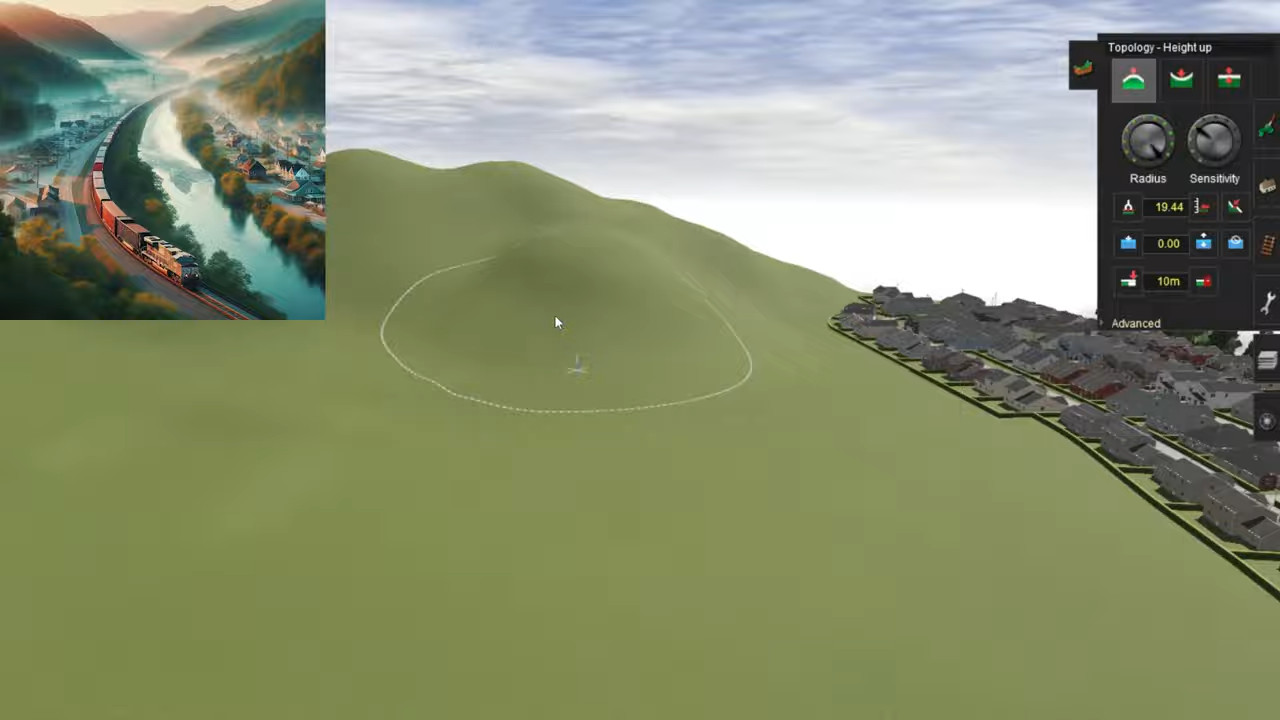 Topology - Height up
Radius
Sensitivity
19.44
0.00
10m
Advanced